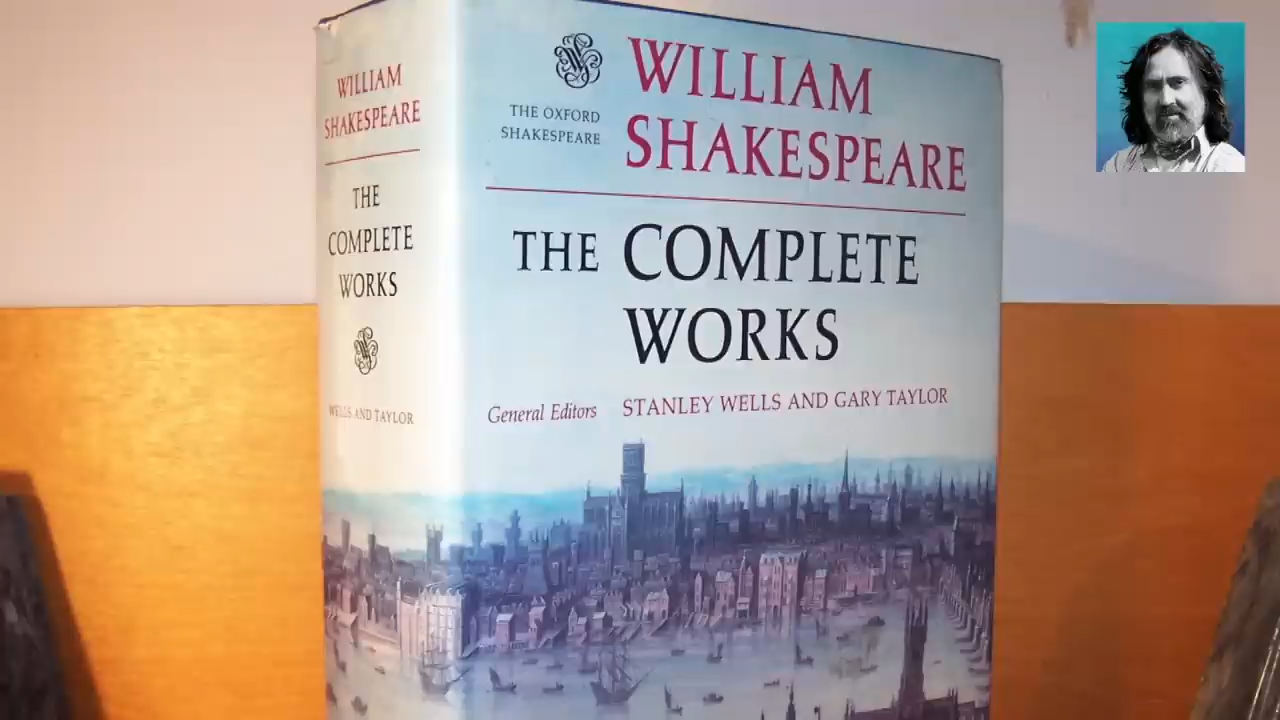 WILLIAM
SHAKESPEARE
THE
COMPLETE
WORKS
WELLS AND TAYLOR
THE OXFORD
SHAKESPEARE
WILLIAM
SHAKESPEARE
THE COMPLETE
WORKS
General Editors STANLEY WELLS AND GARY TAYLOR